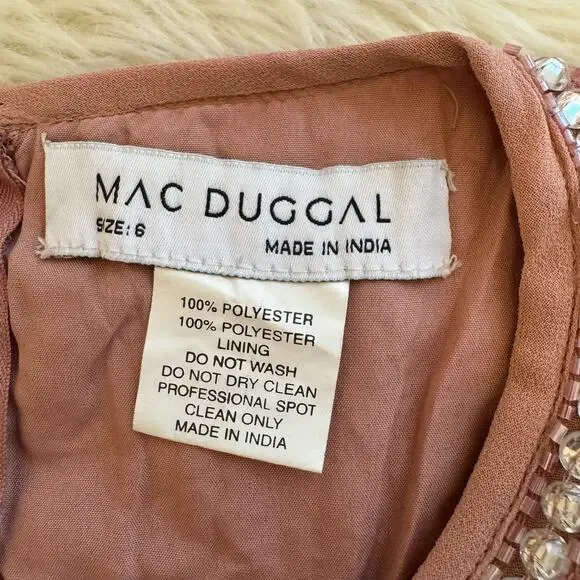 MAC DUGGAL
SIZE: 6
MADE IN INDIA
100% POLYESTER
100% POLYESTER
LINING
DO NOT WASH
DO NOT DRY CLEAN
PROFESSIONAL SPOT
CLEAN ONLY
MADE IN INDIA